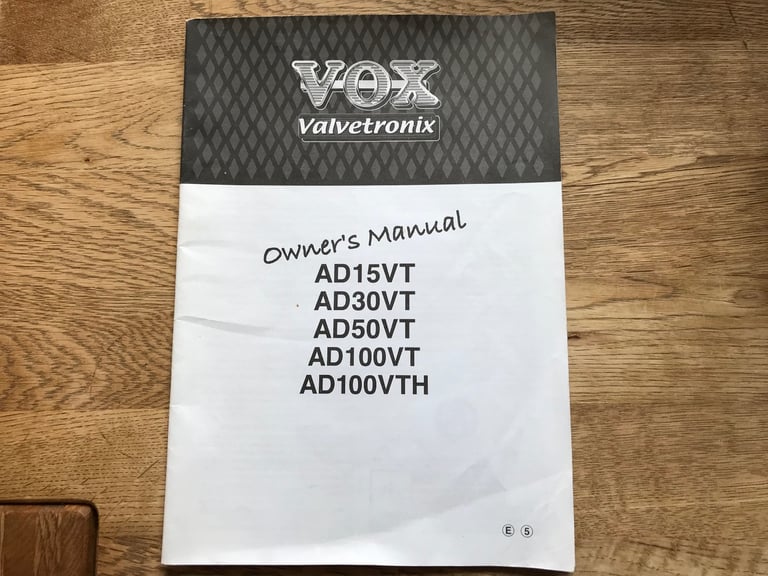 VOX
Valvetronix
Owner's Manual
AD15VT
AD30VT
AD50VT
AD100VT
AD100VTH
E 5